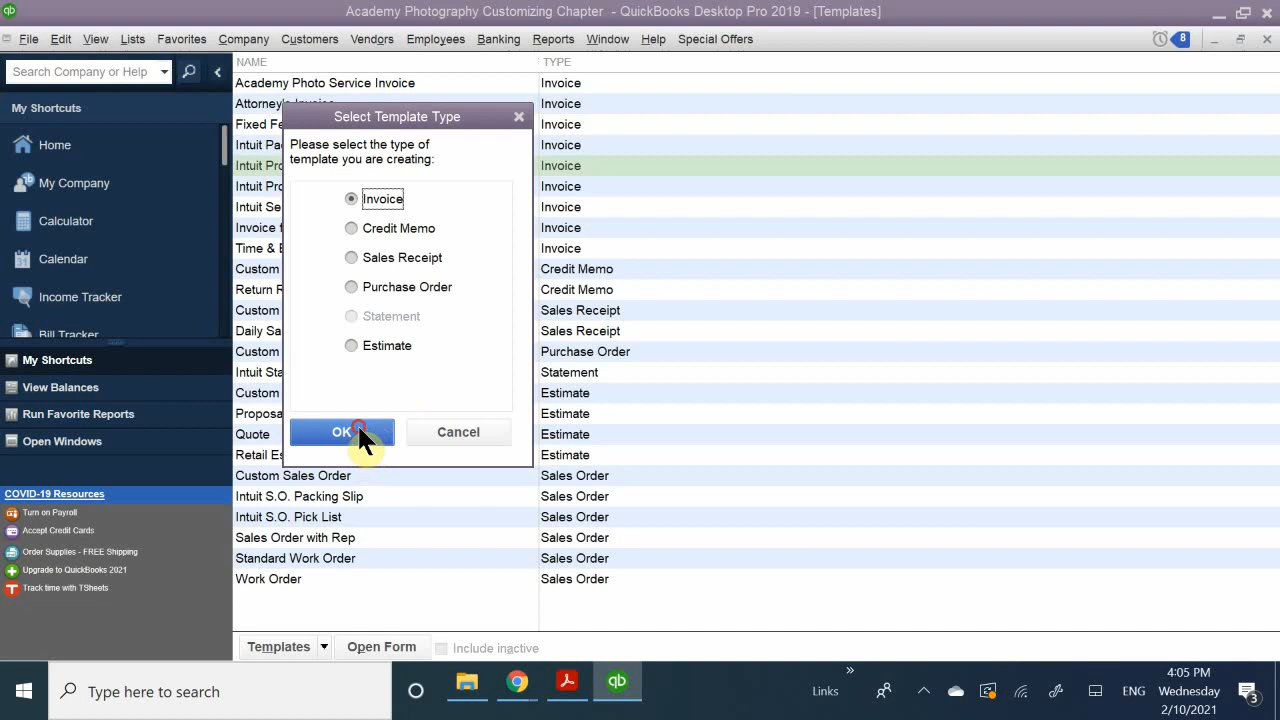 Academy Photography Customizing Chapter - QuickBooks Desktop Pro 2019 - [Templates]
File Edit View Lists Favorites Company Customers Vendors Employees Banking Reports Window Help Special Offers 8
Search Company or Help
My Shortcuts
Home
My Company
Calculator
Calendar
Income Tracker
Bill Tracker
My Shortcuts
View Balances
Run Favorite Reports
Open Windows
COVID-19 Resources
Turn on Payroll
Accept Credit Cards
Order Supplies - FREE Shipping
Upgrade to QuickBooks 2021
Track time with TSheets
NAME TYPE
Academy Photo Service Invoice Invoice
Attorney's Invoice Invoice
Fixed Fe Invoice
Intuit Pa Invoice
Intuit Pro Invoice
Intuit Pro Invoice
Intuit Se Invoice
Invoice f Invoice
Time & E Invoice
Custom Credit Memo
Return R Credit Memo
Custom Sales Receipt
Daily Sa Sales Receipt
Custom Purchase Order
Intuit Sta Statement
Custom Estimate
Proposa Estimate
Quote Estimate
Retail Es Estimate
Custom Sales Order Sales Order
Intuit S.O. Packing Slip Sales Order
Intuit S.O. Pick List Sales Order
Sales Order with Rep Sales Order
Standard Work Order Sales Order
Work Order Sales Order
Select Template Type
Please select the type of
template you are creating:
Invoice
Credit Memo
Sales Receipt
Purchase Order
Statement
Estimate
OK Cancel
Templates Open Form Include inactive
Type here to search
qb
Links
ENG
4:05 PM
Wednesday
2/10/2021
3